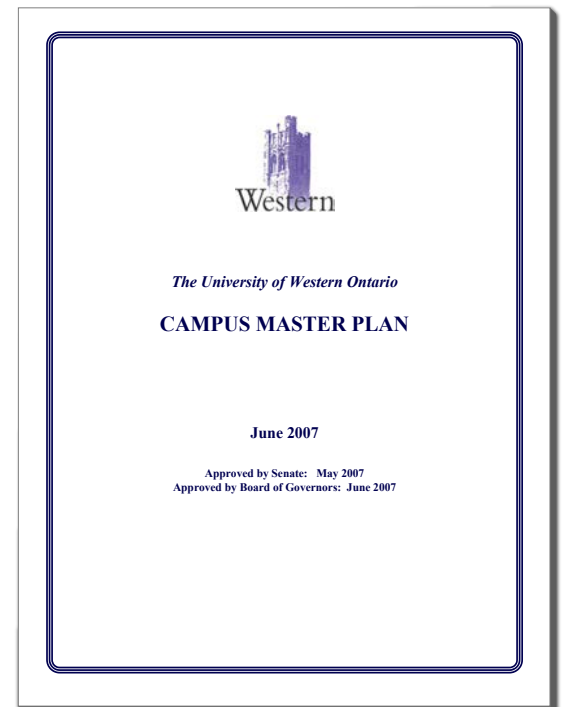 Western
The University of Western Ontario
CAMPUS MASTER PLAN
June 2007
Approved by Senate: May 2007
Approved by Board of Governors: June 2007